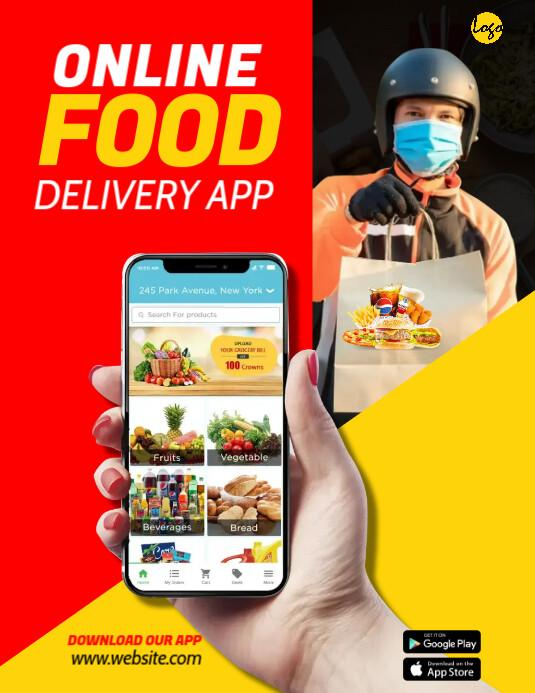 Logo
ONLINE
FOOD
DELIVERY APP
245 Park Avenue, New York
Search For products
UPLOAD
YOUR GROCERY BILL
100 Crowns
Fruits
Vegetable
Beverages
Bread
Home
My Orders
Cart
More
DOWNLOAD OUR APP
www.website.com
GET IT ON
Google Play
Download on the
App Store